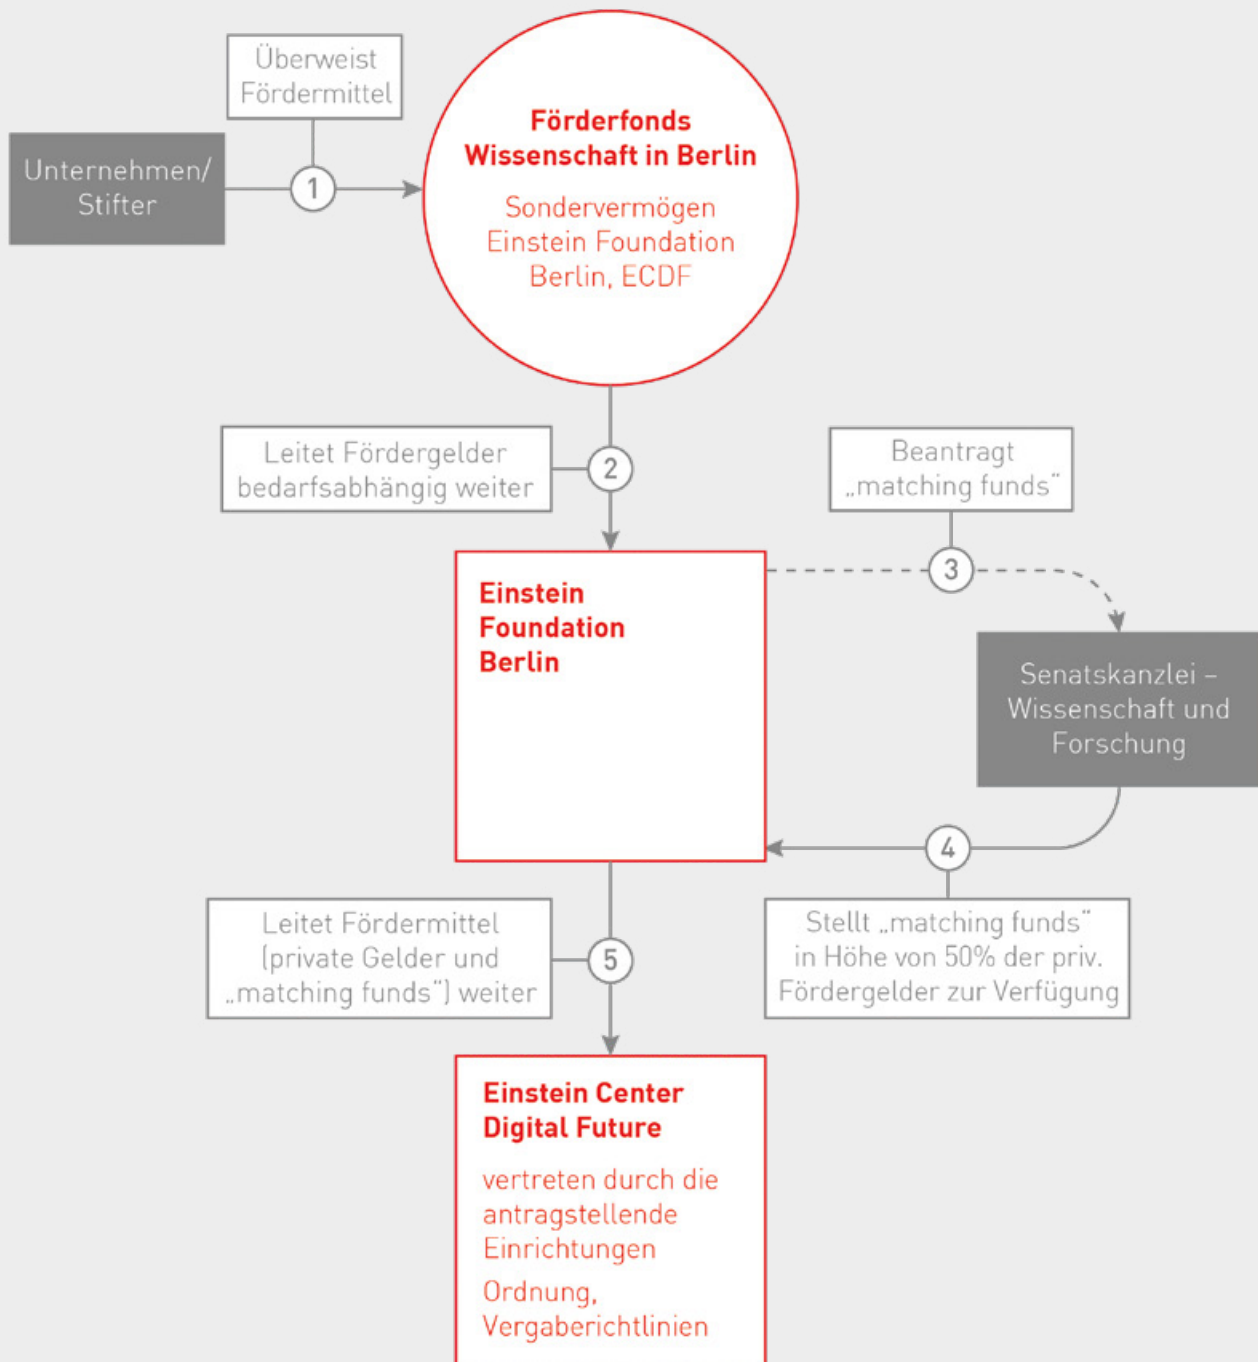 Überweist
Fördermittel
Unternehmen/
Stifter
1
Förderfonds
Wissenschaft in Berlin
Sondervermögen
Einstein Foundation
Berlin, ECDF
Leitet Fördergelder
bedarfsabhängig weiter
2
Beantragt
„matching funds“
3
Einstein
Foundation
Berlin
Senatskanzlei –
Wissenschaft und
Forschung
4
Stellt „matching funds“
in Höhe von 50% der priv.
Fördergelder zur Verfügung
Leitet Fördermittel
(private Gelder und
„matching funds“) weiter
5
Einstein Center
Digital Future
vertreten durch die
antragstellende
Einrichtungen
Ordnung,
Vergaberichtlinien